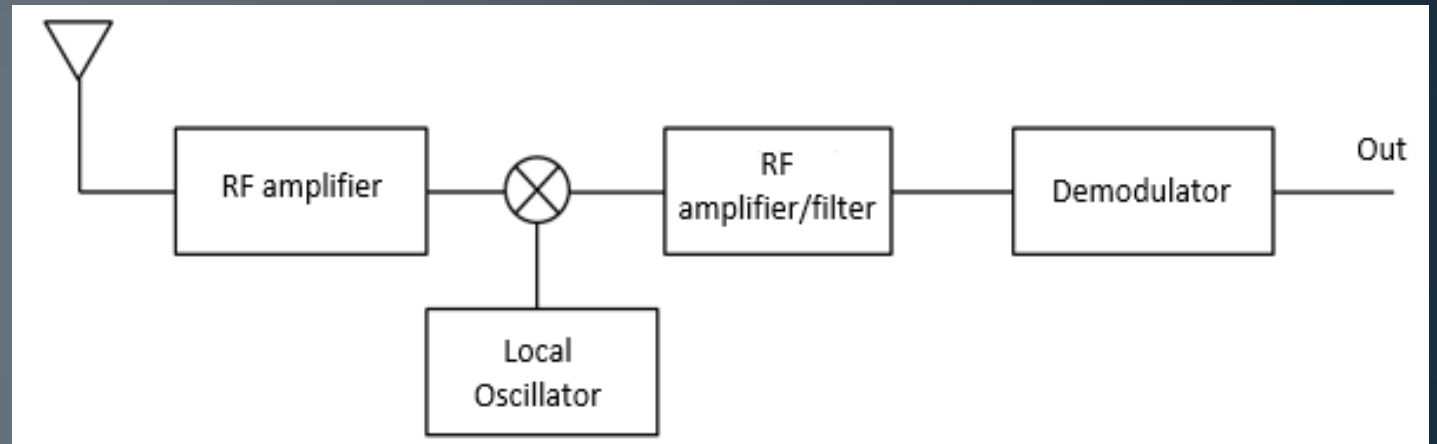 RF amplifier
RF
amplifier/filter
Demodulator
Out
Local
Oscillator